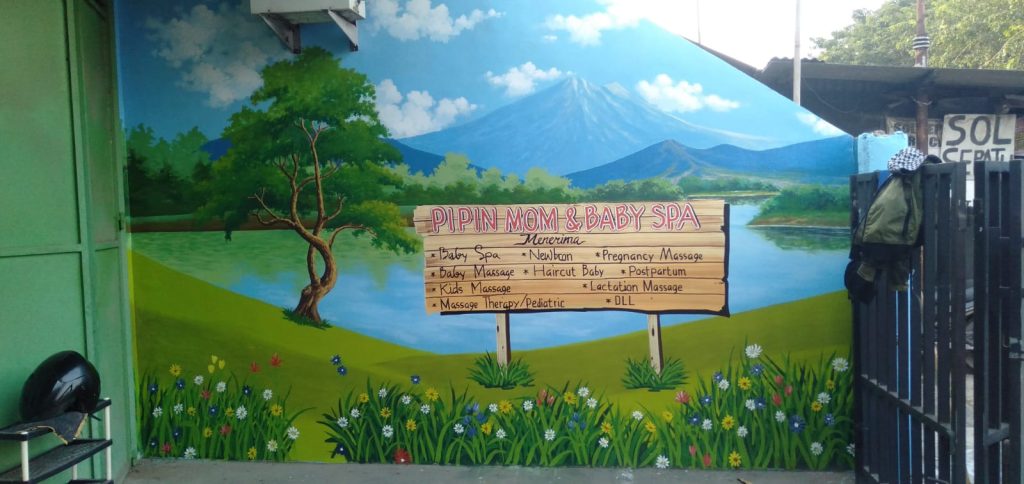 PIPIN MOM & BABY SPA
Menerima
* Baby Spa * Newborn * Pregnancy Massage
* Baby Massage * Haircut Baby * Postpartum
* Kids Massage * Lactation Massage
* Massage Therapy/Pediatric * DLL
SOL
SEPATU